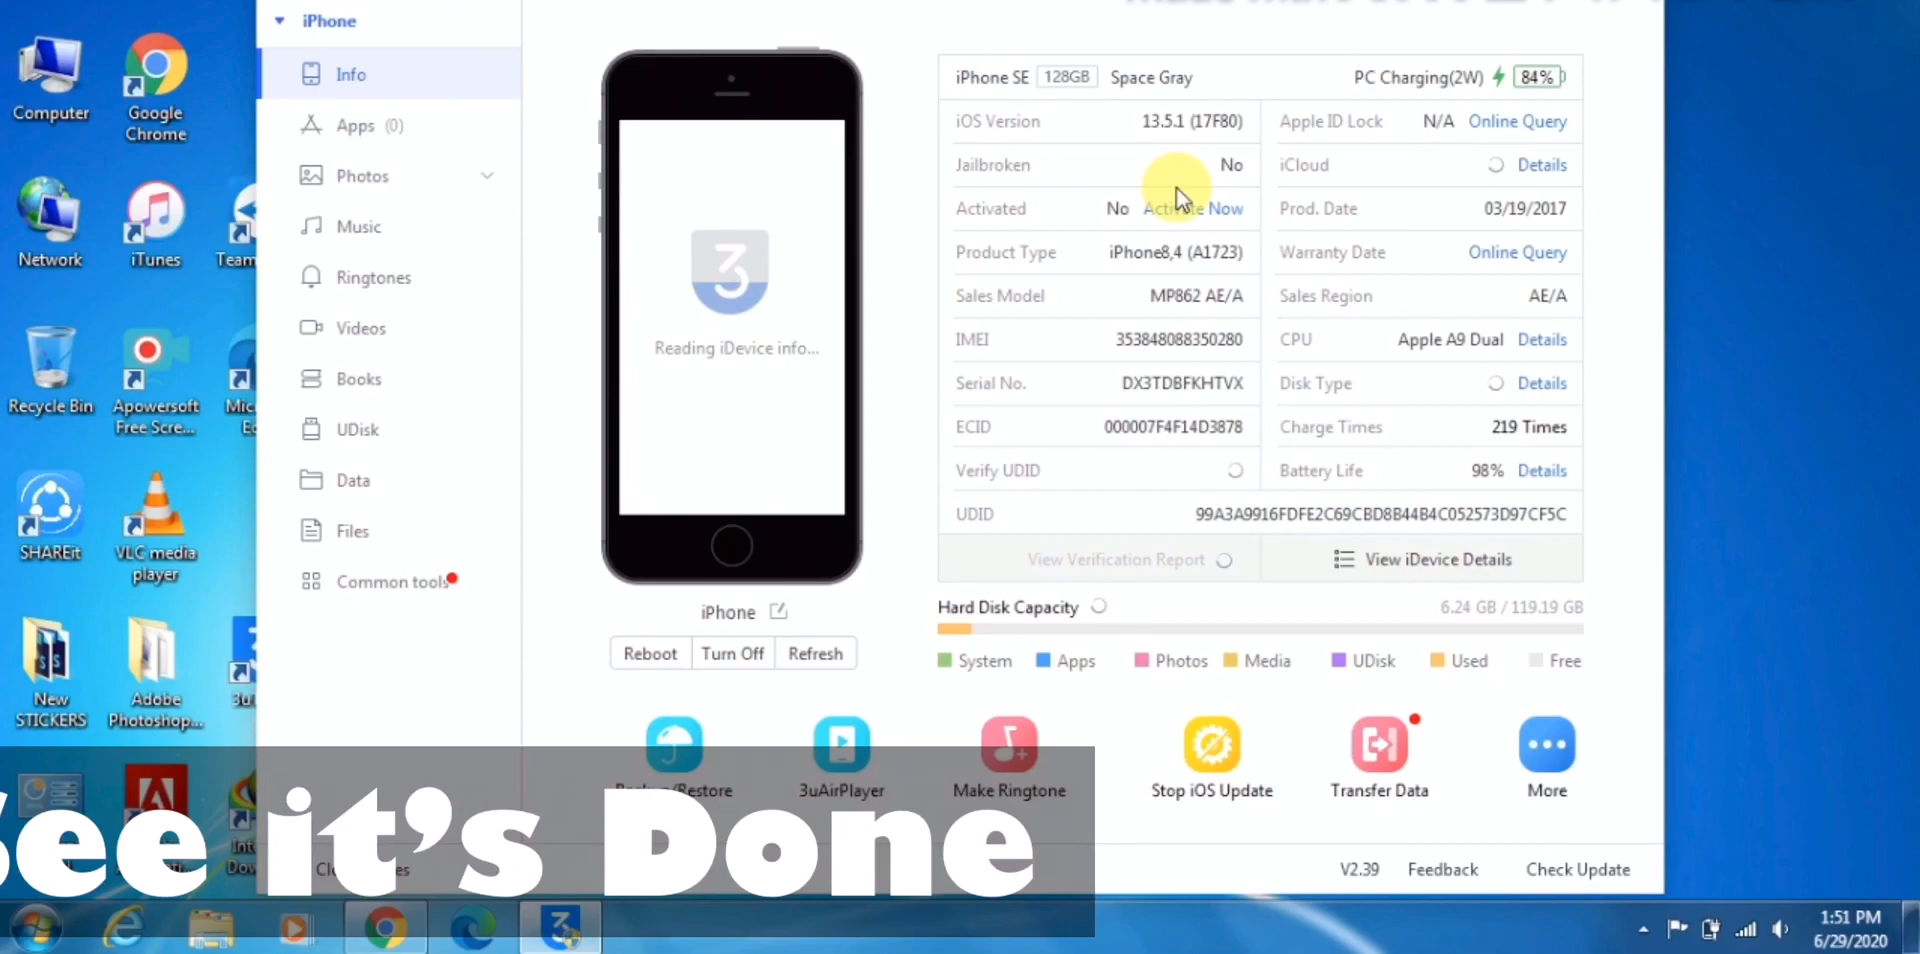 iPhone
Info
Apps (0)
Photos
Music
Ringtones
Videos
Books
UDisk
Data
Files
Common tools
Computer
Google
Chrome
Network
iTunes
Team
Recycle Bin
Apowersoft
Free Scre...
SHAREit
VLC media
player
New
STICKERS
Adobe
Photoshop...
3u
3
Reading iDevice info...
iPhone
Reboot
Turn Off
Refresh
iPhone SE 128GB Space Gray PC Charging(2W) 84%
iOS Version 13.5.1 (17F80) Apple ID Lock N/A Online Query
Jailbroken No iCloud Details
Activated No Activate Now Prod. Date 03/19/2017
Product Type iPhone8,4 (A1723) Warranty Date Online Query
Sales Model MP862 AE/A Sales Region AE/A
IMEI 353848088350280 CPU Apple A9 Dual Details
Serial No. DX3TDBFKHTVX Disk Type Details
ECID 000007F4F14D3878 Charge Times 219 Times
Verify UDID Battery Life 98% Details
UDID 99A3A9916FDFE2C69CBD8B44B4C052573D97CF5C
View Verification Report View iDevice Details
Hard Disk Capacity 6.24 GB / 119.19 GB
System Apps Photos Media UDisk Used Free
Backup/Restore 3uAirPlayer Make Ringtone Stop iOS Update Transfer Data More
See it's Done
V2.39 Feedback Check Update
1:51 PM
6/29/2020